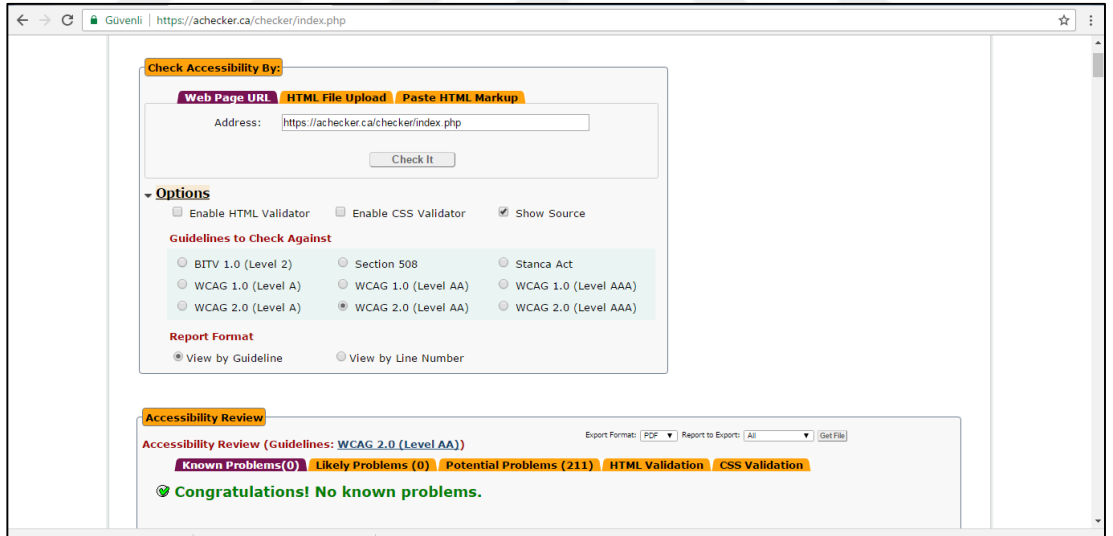 Güvenli https://achecker.ca/checker/index.php
Check Accessibility By:
Web Page URL HTML File Upload Paste HTML Markup
Address: https://achecker.ca/checker/index.php
Check It
Options
Enable HTML Validator Enable CSS Validator Show Source
Guidelines to Check Against
BITV 1.0 (Level 2) Section 508 Stanca Act
WCAG 1.0 (Level A) WCAG 1.0 (Level AA) WCAG 1.0 (Level AAA)
WCAG 2.0 (Level A) WCAG 2.0 (Level AA) WCAG 2.0 (Level AAA)
Report Format
View by Guideline View by Line Number
Accessibility Review
Export Format: PDF Report to Export: All Get File
Accessibility Review (Guidelines: WCAG 2.0 (Level AA))
Known Problems(0) Likely Problems (0) Potential Problems (211) HTML Validation CSS Validation
Congratulations! No known problems.